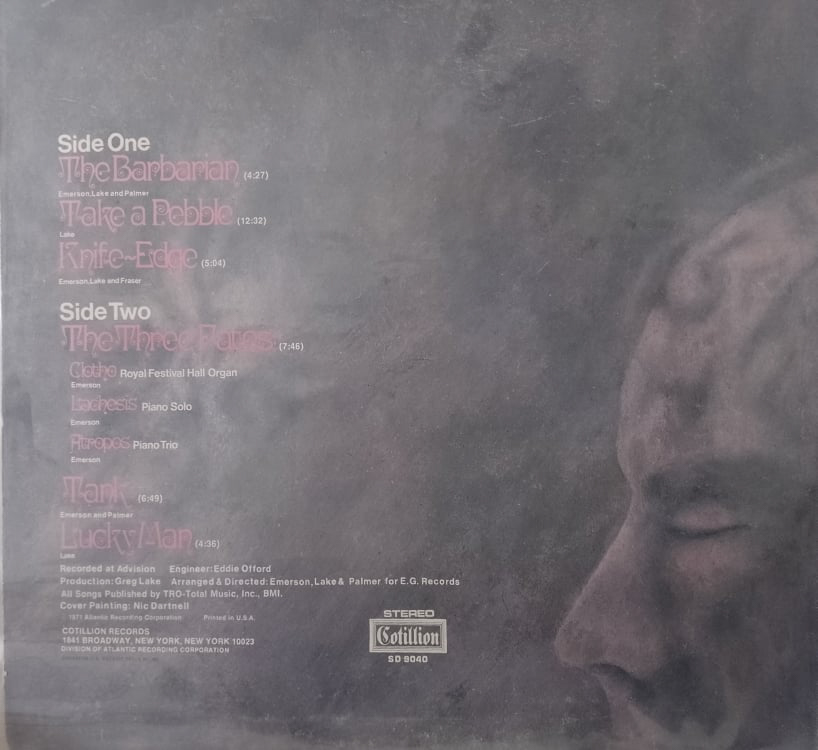 Side One
The Barbarian (4:27)
Emerson, Lake and Palmer
Take a Pebble (12:32)
Lake
Knife-Edge (5:04)
Emerson, Lake and Fraser
Side Two
The Three Fates (7:46)
Clotho Royal Festival Hall Organ
Emerson
Lachesis Piano Solo
Emerson
Atropos Piano Trio
Emerson
Tank (6:49)
Emerson and Palmer
Lucky Man (4:36)
Lake
Recorded at Advision Engineer: Eddie Offord
Production: Greg Lake Arranged & Directed: Emerson, Lake & Palmer for E.G. Records
All Songs Published by TRO-Total Music, Inc., BMI.
Cover Painting: Nic Dartnell
1971 Atlantic Recording Corporation Printed in U.S.A.
COTILLION RECORDS
1841 BROADWAY, NEW YORK, NEW YORK 10023
DIVISION OF ATLANTIC RECORDING CORPORATION
STEREO
Cotillion
SD 9040